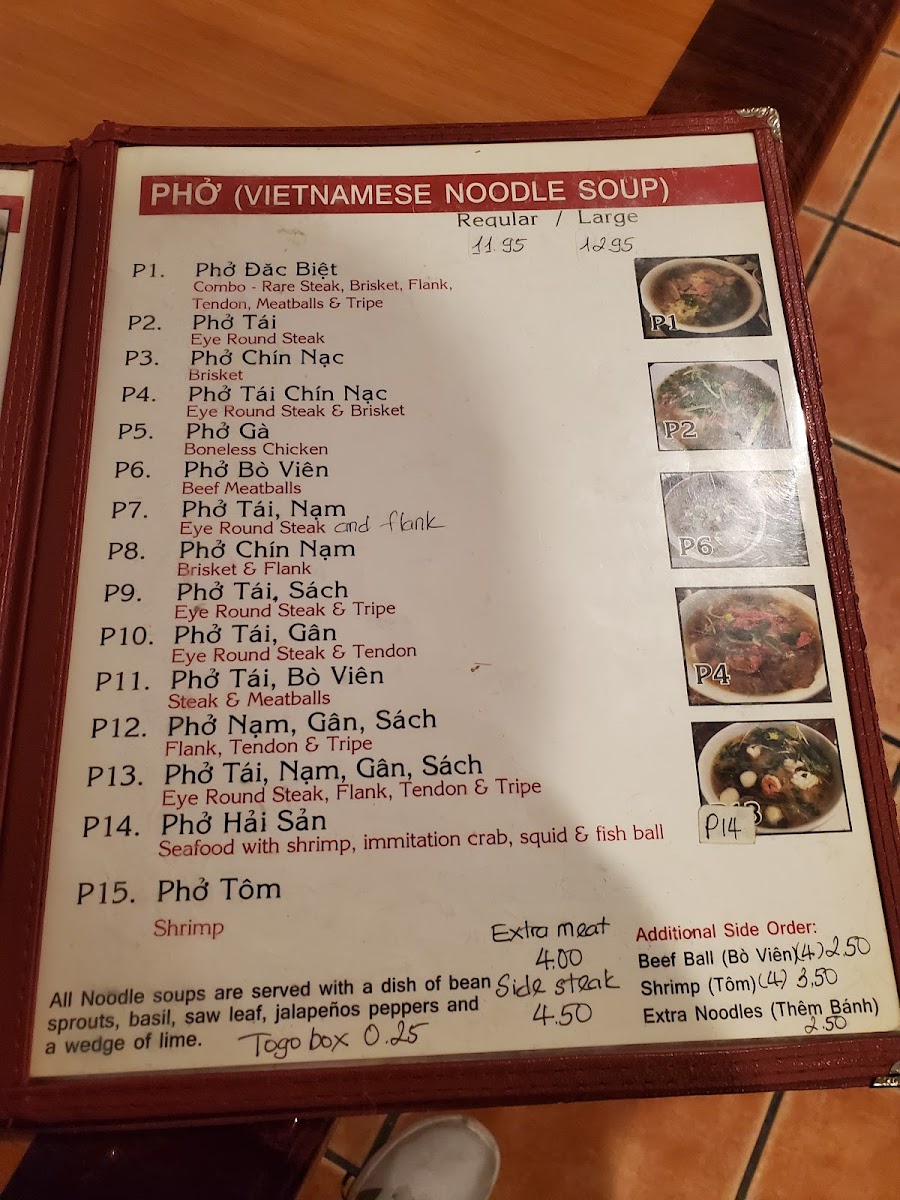 PHỞ (VIETNAMESE NOODLE SOUP)
Regular / Large
11.95 12.95
P1. Phở Đăc Biệt
Combo - Rare Steak, Brisket, Flank,
Tendon, Meatballs & Tripe
P2. Phở Tái
Eye Round Steak
P3. Phở Chín Nạc
Brisket
P4. Phở Tái Chín Nạc
Eye Round Steak & Brisket
P5. Phở Gà
Boneless Chicken
P6. Phở Bò Viên
Beef Meatballs
P7. Phở Tái, Nạm
Eye Round Steak and flank
P8. Phở Chín Nạm
Brisket & Flank
P9. Phở Tái, Sách
Eye Round Steak & Tripe
P10. Phở Tái, Gân
Eye Round Steak & Tendon
P11. Phở Tái, Bò Viên
Steak & Meatballs
P12. Phở Nạm, Gân, Sách
Flank, Tendon & Tripe
P13. Phở Tái, Nạm, Gân, Sách
Eye Round Steak, Flank, Tendon & Tripe
P14. Phở Hải Sản
Seafood with shrimp, immitation crab, squid & fish ball
P15. Phở Tôm
Shrimp
P1
P2
P6
P4
P14
Extra meat
4.00
Side steak
4.50
Additional Side Order:
Beef Ball (Bò Viên)(4) 2.50
Shrimp (Tôm)(4) 3.50
Extra Noodles (Thêm Bánh)
2.50
All Noodle soups are served with a dish of bean
sprouts, basil, saw leaf, jalapeños peppers and
a wedge of lime.
Togo box 0.25